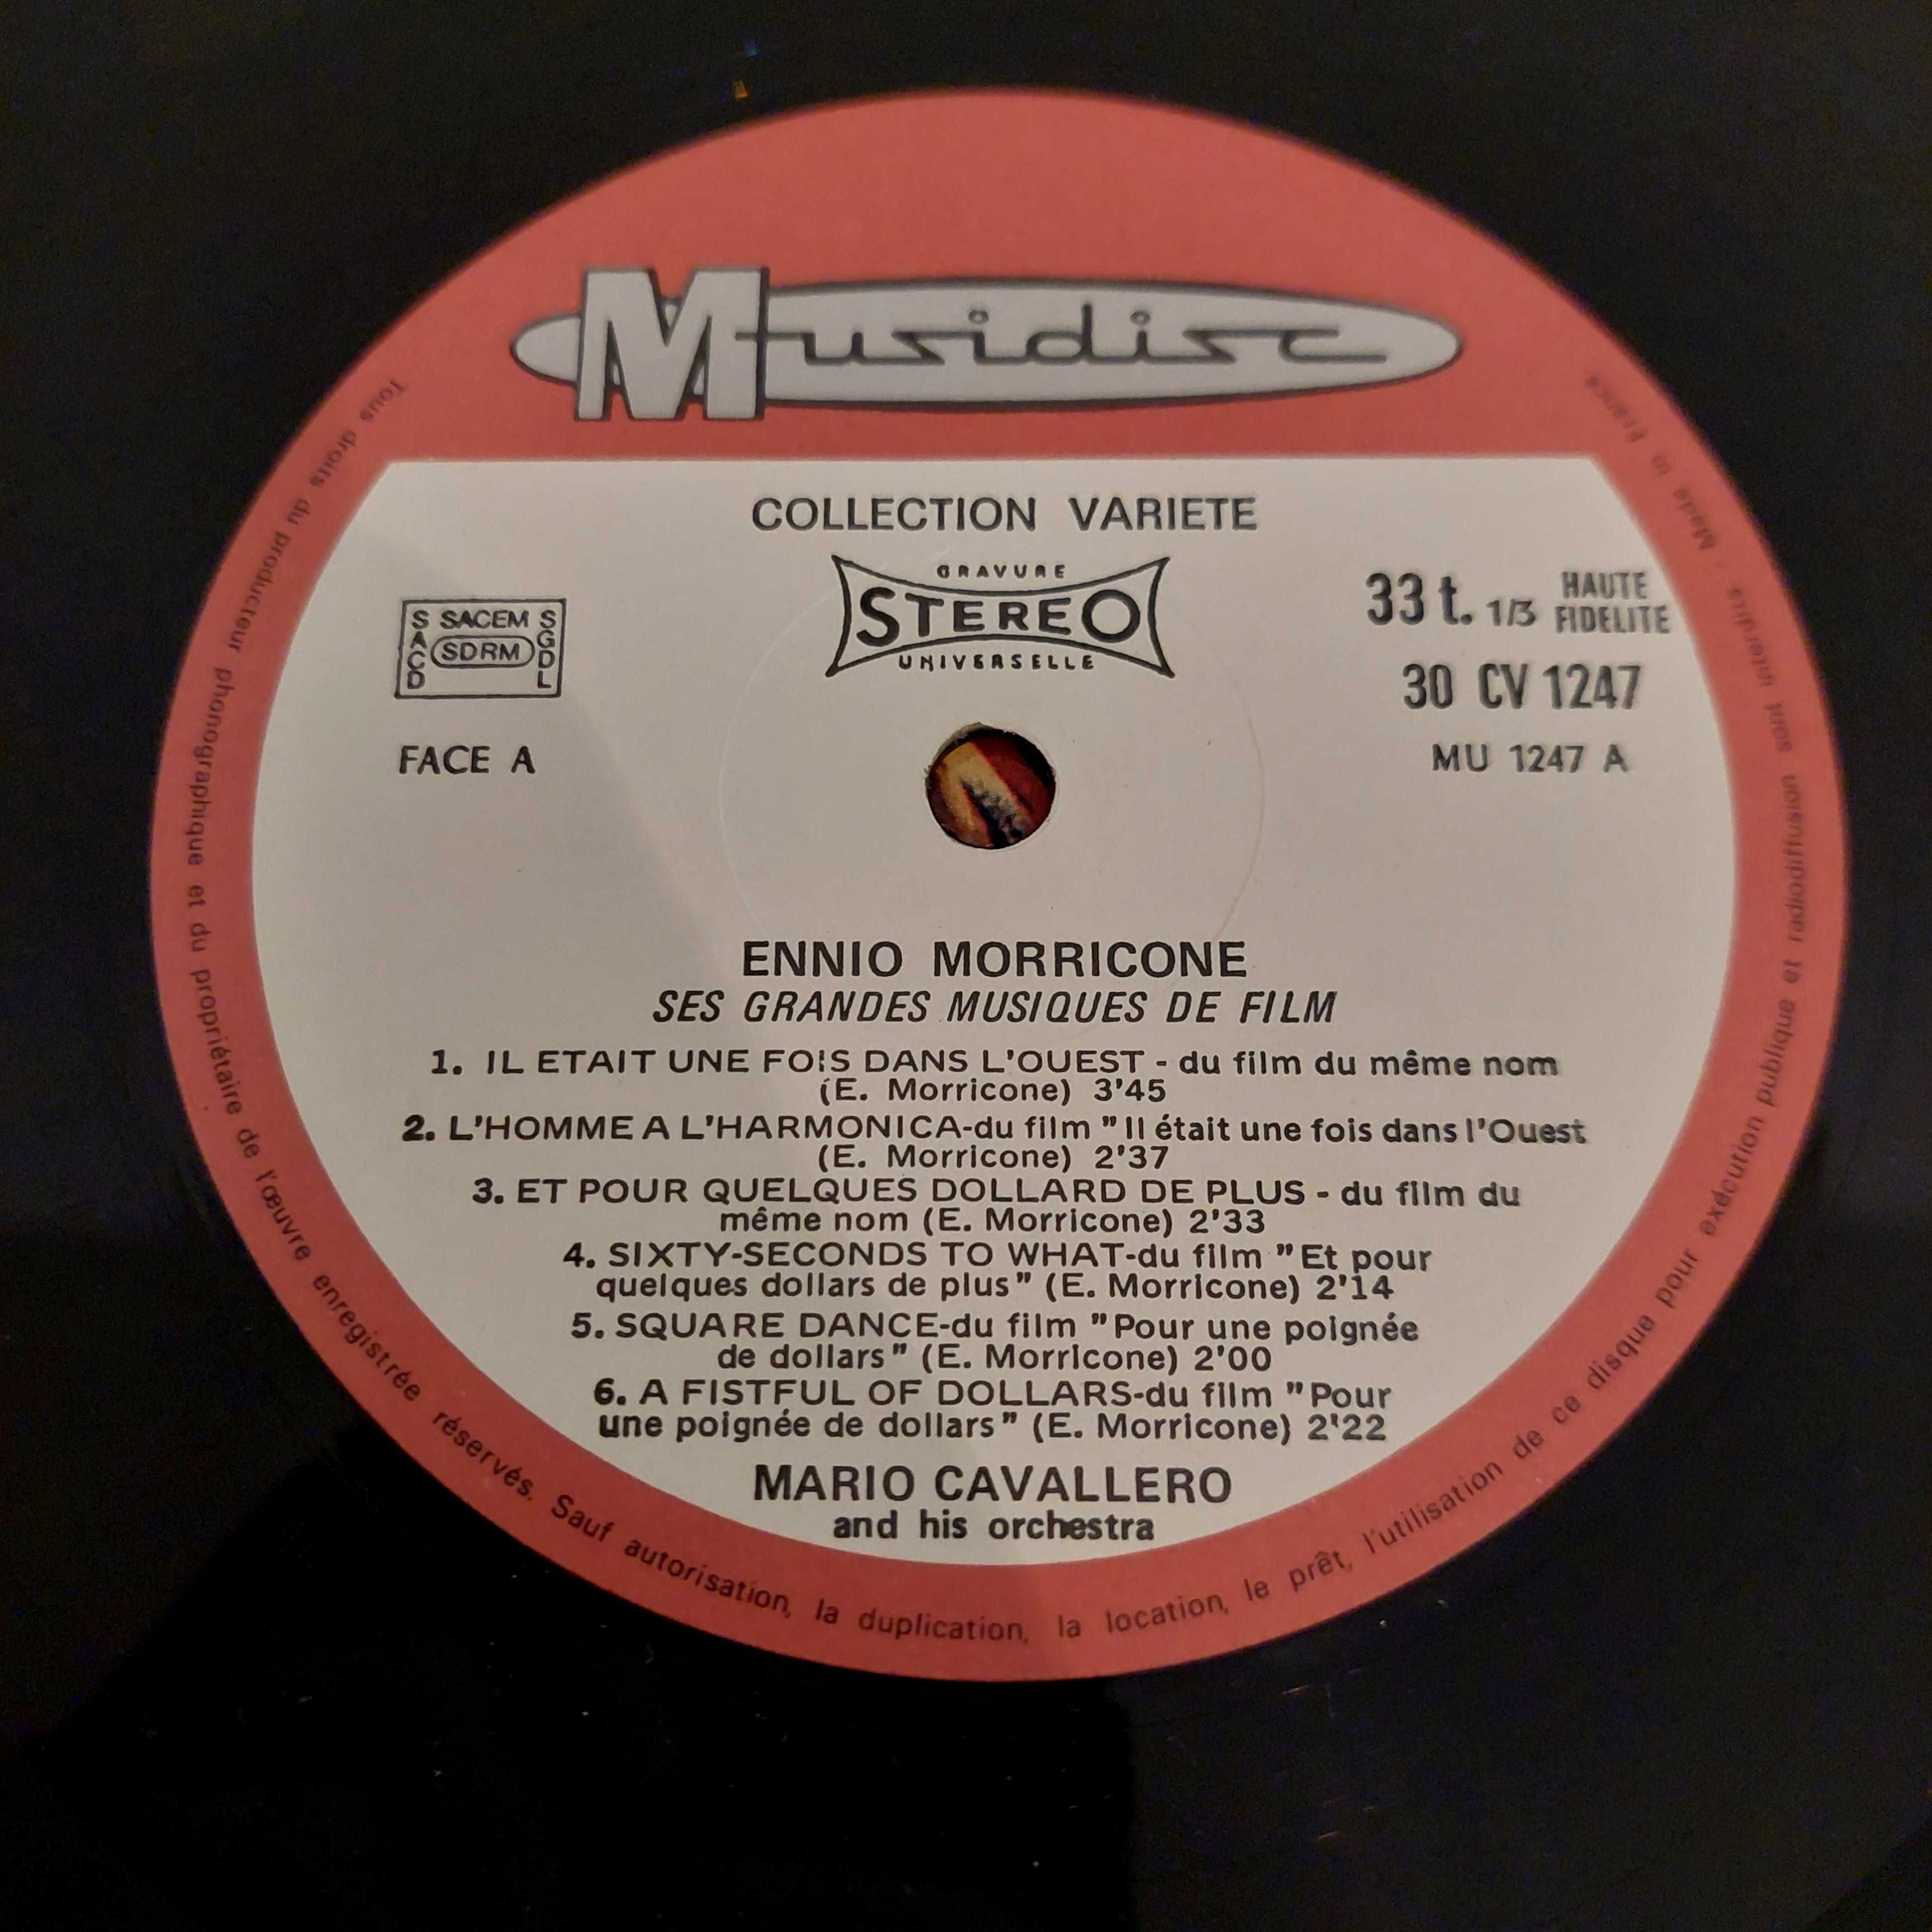 Musidisc
COLLECTION VARIETE
GRAVURE
STEREO
UNIVERSELLE
SACEM
SACD
SDRM
SGDL
33 t. 1/3 HAUTE FIDELITE
30 CV 1247
FACE A
MU 1247 A
ENNIO MORRICONE
SES GRANDES MUSIQUES DE FILM
1. IL ETAIT UNE FOIS DANS L'OUEST - du film du même nom
(E. Morricone) 3'45
2. L'HOMME A L'HARMONICA-du film "Il était une fois dans l'Ouest
(E. Morricone) 2'37
3. ET POUR QUELQUES DOLLARD DE PLUS - du film du
même nom (E. Morricone) 2'33
4. SIXTY-SECONDS TO WHAT-du film "Et pour
quelques dollars de plus" (E. Morricone) 2'14
5. SQUARE DANCE-du film "Pour une poignée
de dollars" (E. Morricone) 2'00
6. A FISTFUL OF DOLLARS-du film "Pour
une poignée de dollars" (E. Morricone) 2'22
MARIO CAVALLERO
and his orchestra
Tous droits du producteur phonographique et du propriétaire de l'œuvre enregistrée réservés. Sauf autorisation, la duplication, la location, le prêt, l'utilisation de ce disque pour exécution publique et radiodiffusion sont interdits - Made in France